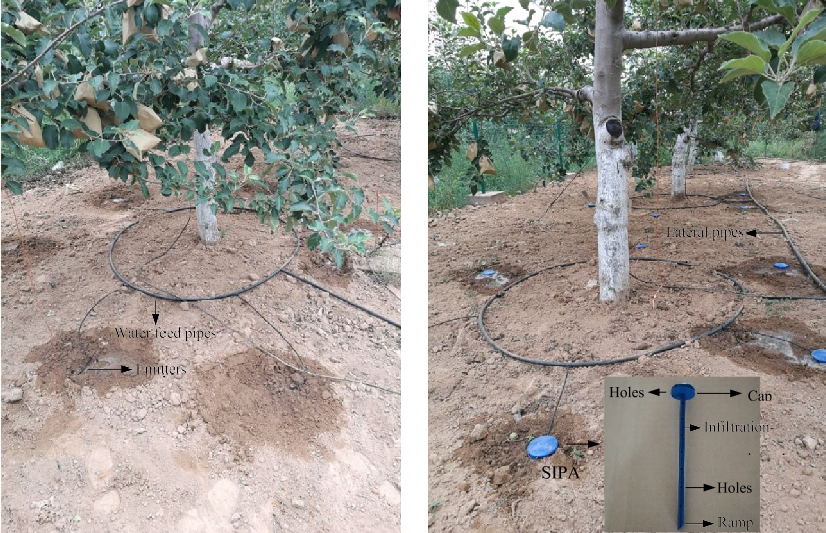 Water feed pipes
Emitters
Lateral pipes
Holes
Cap
Infiltration
SIPA
Holes
Ramp